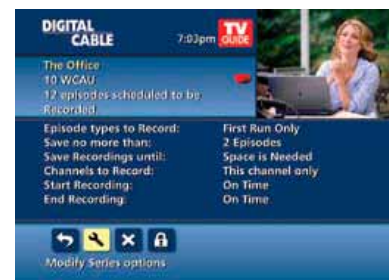 DIGITAL
CABLE
7:03pm
TV
GUIDE
The Office
10 WCAU
12 episodes scheduled to be
Recorded.
Episode types to Record: First Run Only
Save no more than: 2 Episodes
Save Recordings until: Space is Needed
Channels to Record: This channel only
Start Recording: On Time
End Recording: On Time
Modify Series options